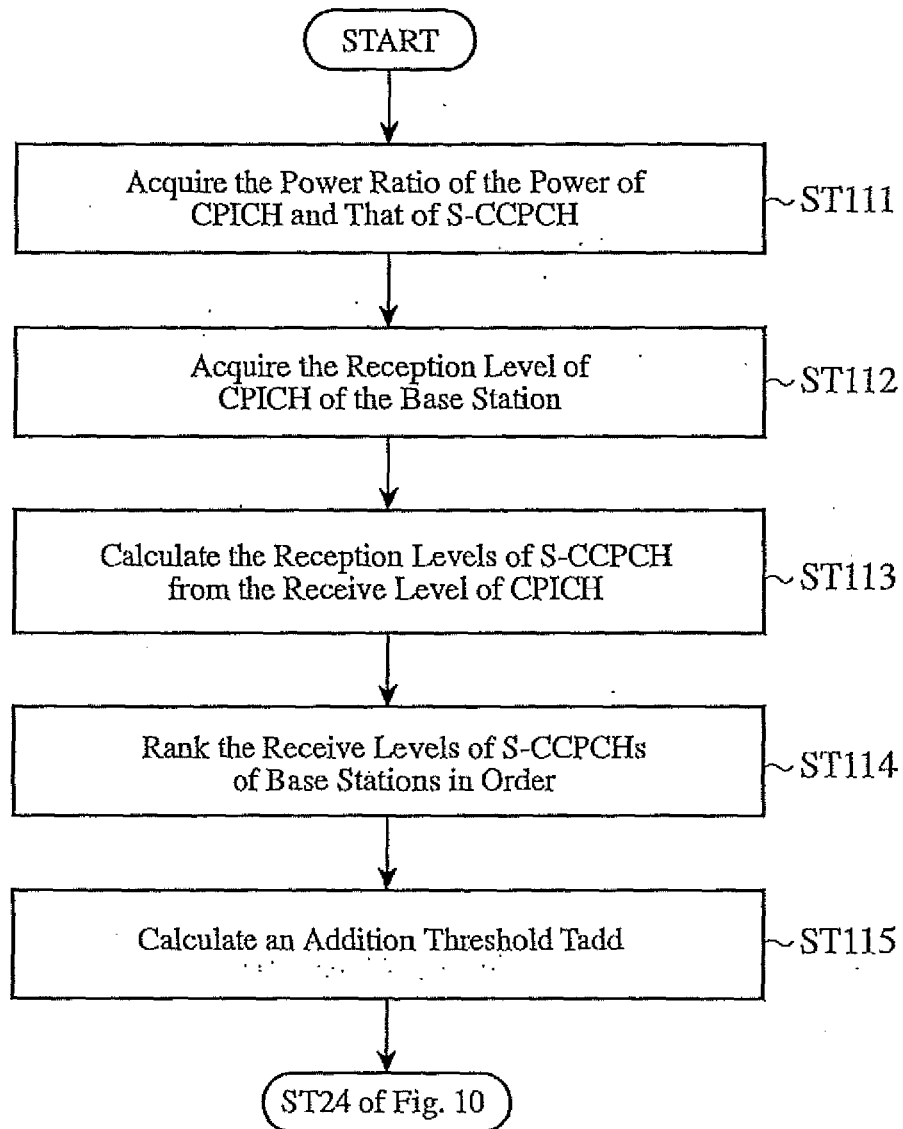 START
Acquire the Power Ratio of the Power of
CPICH and That of S-CCPCH
ST111
Acquire the Reception Level of
CPICH of the Base Station
ST112
Calculate the Reception Levels of S-CCPCH
from the Receive Level of CPICH
ST113
Rank the Receive Levels of S-CCPCHs
of Base Stations in Order
ST114
Calculate an Addition Threshold Tadd
ST115
ST24 of Fig. 10